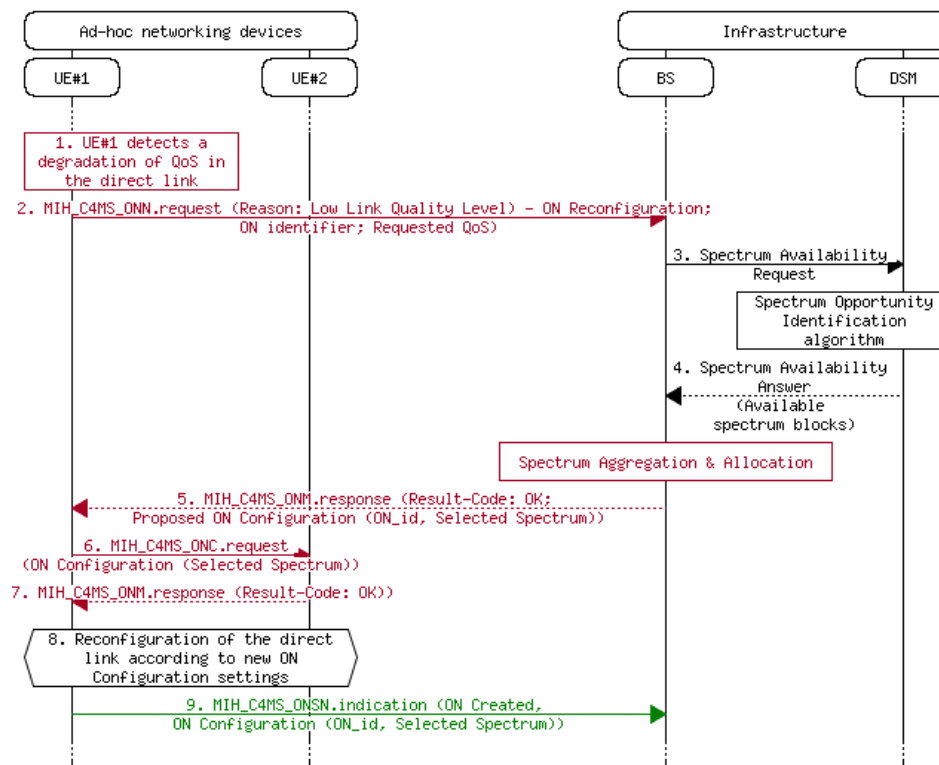 Ad-hoc networking devices
Infrastructure
UE#1
UE#2
BS
DSM
1. UE#1 detects a
degradation of QoS in
the direct link
2. MIH_C4MS_ONN.request (Reason: Low Link Quality Level) - ON Reconfiguration;
ON identifier; Requested QoS)
3. Spectrum Availability
Request
Spectrum Opportunity
Identification
algorithm
4. Spectrum Availability
Answer
(Available
spectrum blocks)
Spectrum Aggregation & Allocation
5. MIH_C4MS_ONM.response (Result-Code: OK;
Proposed ON Configuration (ON_id, Selected Spectrum))
6. MIH_C4MS_ONC.request
(ON Configuration (Selected Spectrum))
7. MIH_C4MS_ONM.response (Result-Code: OK))
8. Reconfiguration of the direct
link according to new ON
Configuration settings
9. MIH_C4MS_ONSN.indication (ON Created,
ON Configuration (ON_id, Selected Spectrum))